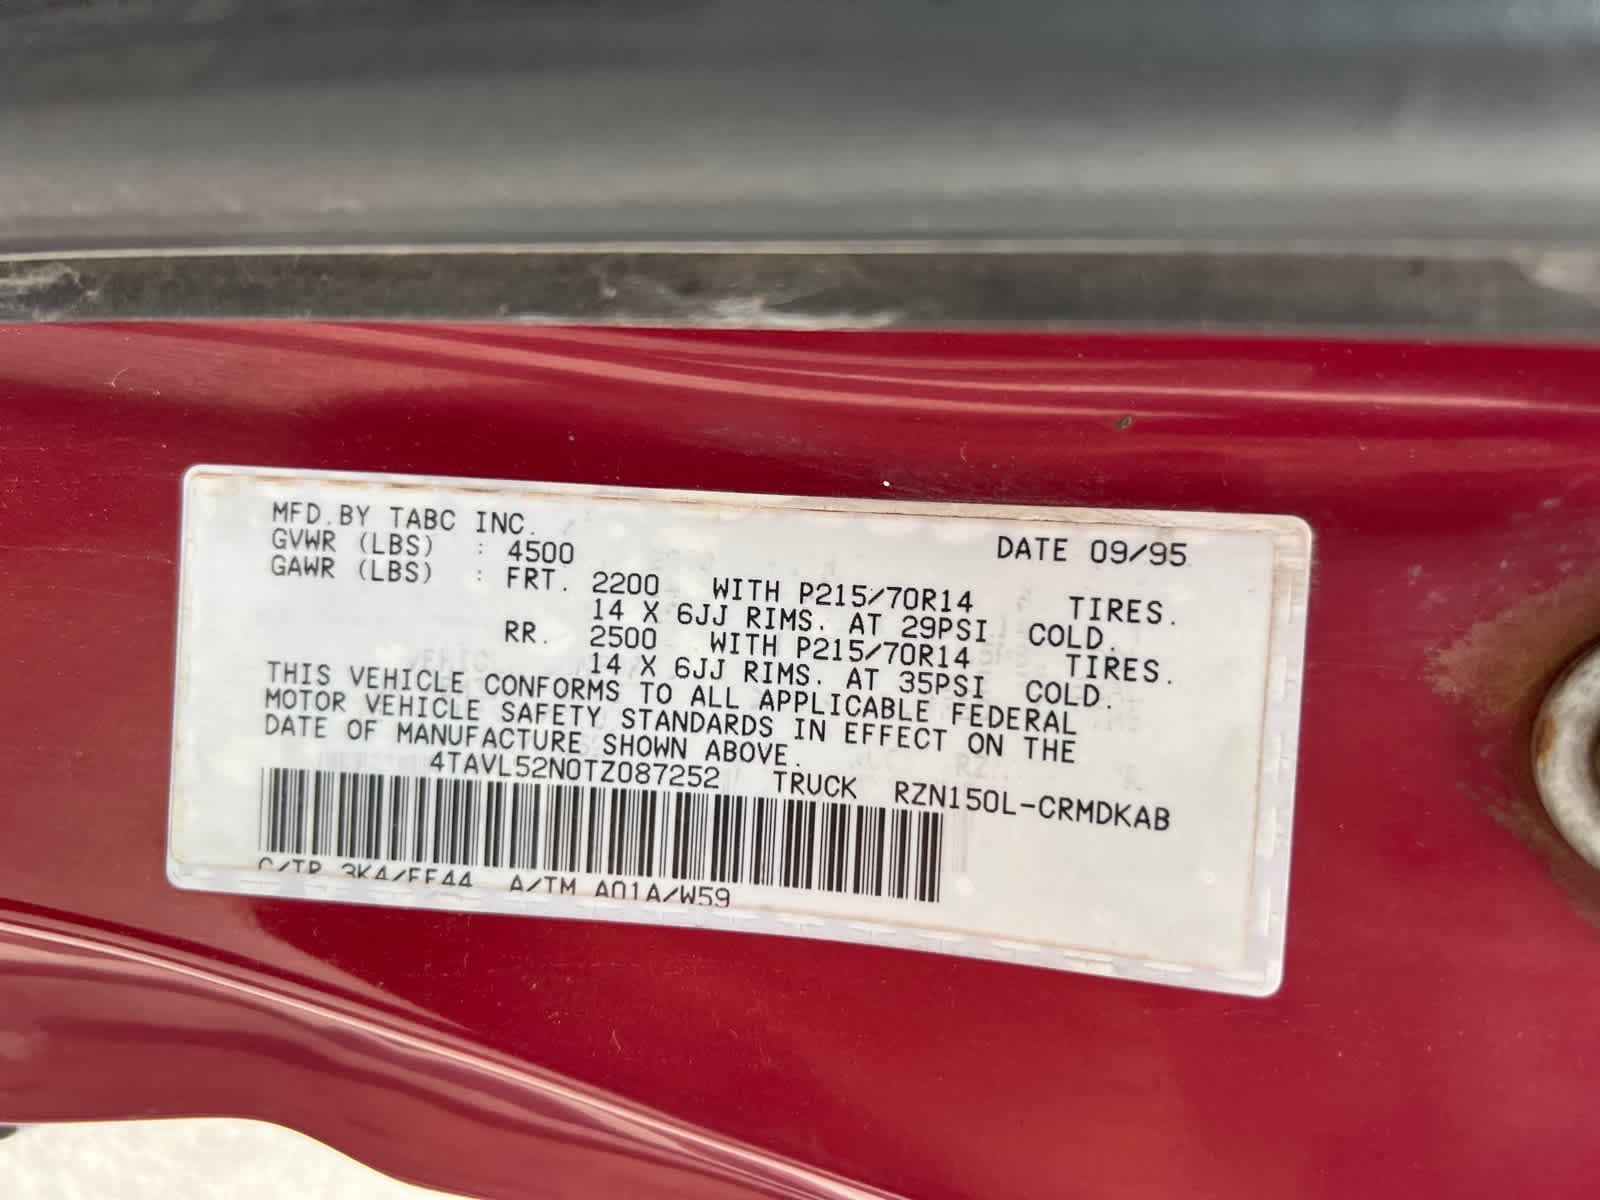 MFD.BY TABC INC.
DATE 09/95
GVWR (LBS) : 4500
GAWR (LBS) : FRT. 2200 WITH P215/70R14 TIRES.
14 X 6JJ RIMS. AT 29PSI COLD.
RR. 2500 WITH P215/70R14 TIRES.
14 X 6JJ RIMS. AT 35PSI COLD.
THIS VEHICLE CONFORMS TO ALL APPLICABLE FEDERAL
MOTOR VEHICLE SAFETY STANDARDS IN EFFECT ON THE
DATE OF MANUFACTURE SHOWN ABOVE.
4TAVL52N0TZ087252 TRUCK RZN150L-CRMDKAB
C/TR 3K4/FF44 A/TM A01A/W59